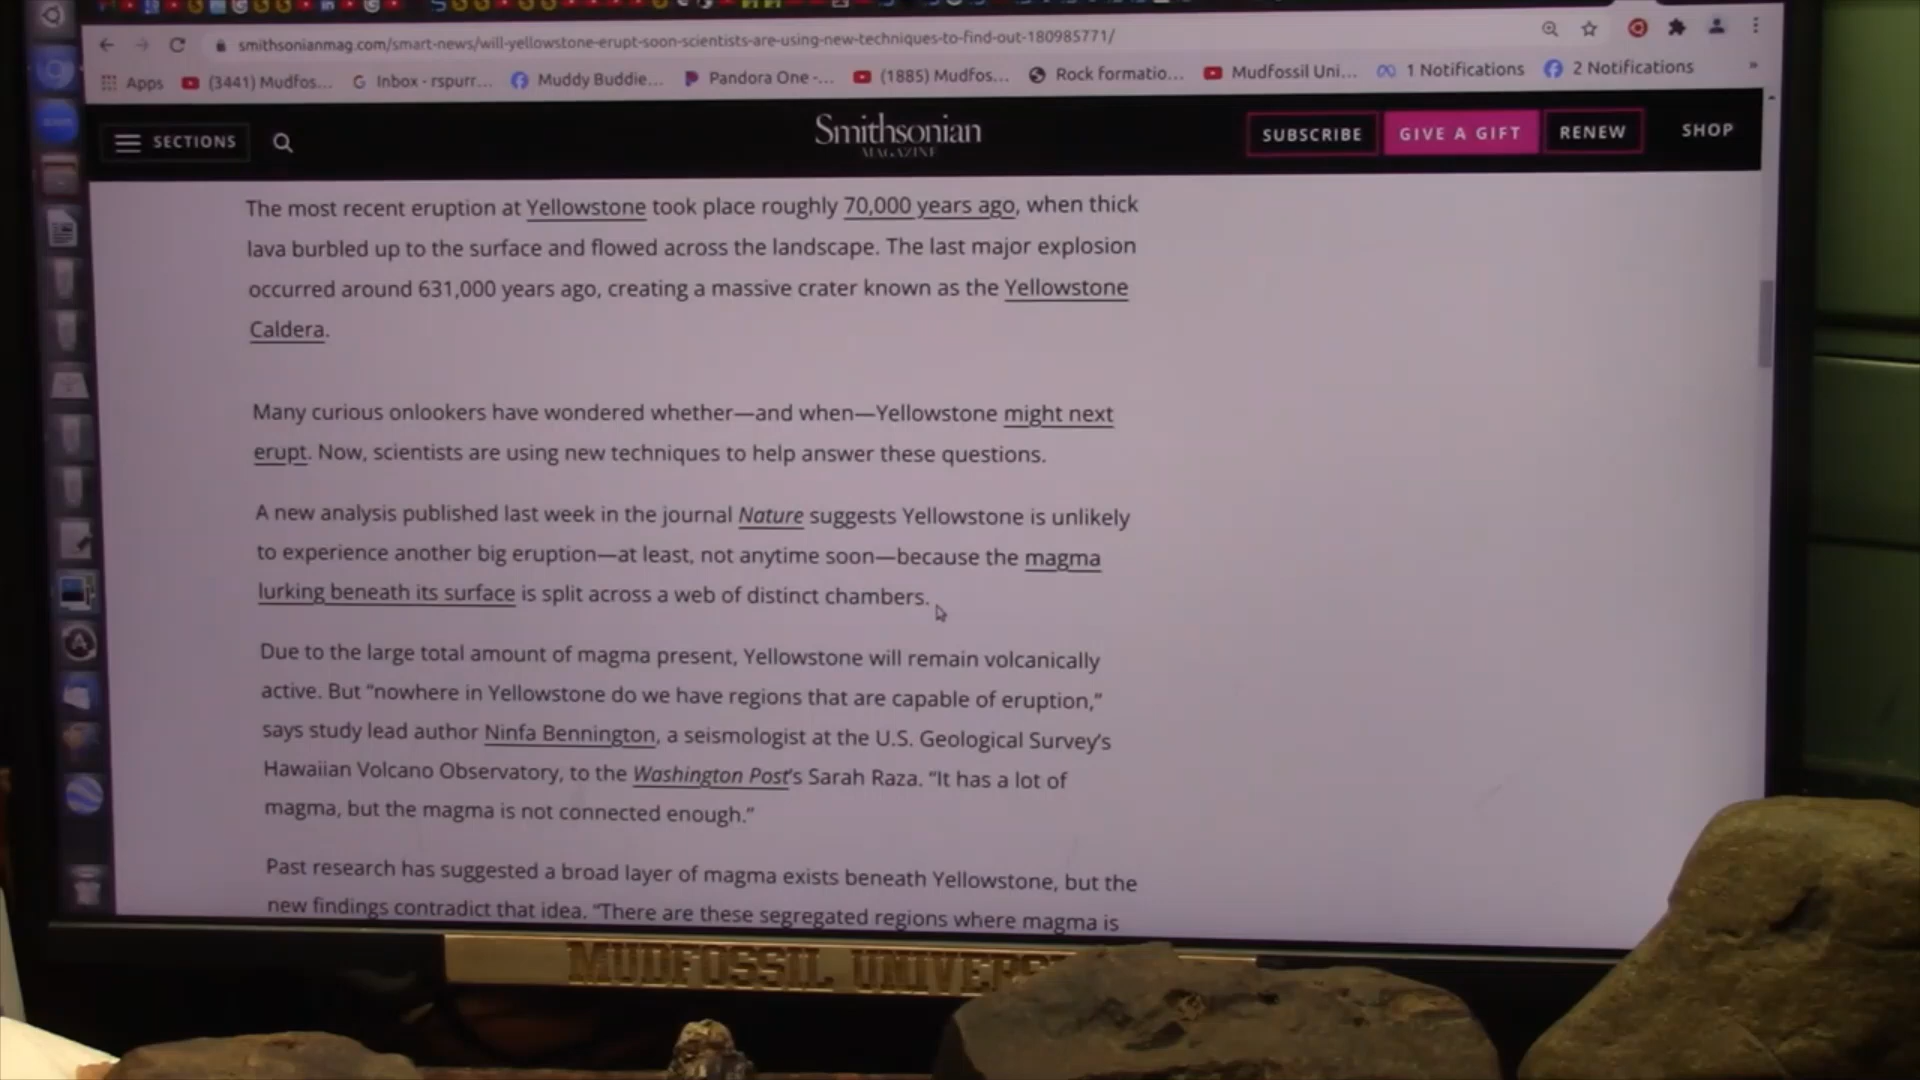 smithsonianmag.com/smart-news/will-yellowstone-erupt-soon-scientists-are-using-new-techniques-to-find-out-180985771/
Apps (3441) Mudfos... Inbox - rspurr... Muddy Buddie... Pandora One -... (1885) Mudfos... Rock formatio... Mudfossil Uni... 1 Notifications 2 Notifications »
SECTIONS Smithsonian SUBSCRIBE GIVE A GIFT RENEW SHOP
MAGAZINE
The most recent eruption at Yellowstone took place roughly 70,000 years ago, when thick
lava burbled up to the surface and flowed across the landscape. The last major explosion
occurred around 631,000 years ago, creating a massive crater known as the Yellowstone
Caldera.
Many curious onlookers have wondered whether—and when—Yellowstone might next
erupt. Now, scientists are using new techniques to help answer these questions.
A new analysis published last week in the journal Nature suggests Yellowstone is unlikely
to experience another big eruption—at least, not anytime soon—because the magma
lurking beneath its surface is split across a web of distinct chambers.
Due to the large total amount of magma present, Yellowstone will remain volcanically
active. But “nowhere in Yellowstone do we have regions that are capable of eruption,”
says study lead author Ninfa Bennington, a seismologist at the U.S. Geological Survey’s
Hawaiian Volcano Observatory, to the Washington Post’s Sarah Raza. “It has a lot of
magma, but the magma is not connected enough.”
Past research has suggested a broad layer of magma exists beneath Yellowstone, but the
new findings contradict that idea. “There are these segregated regions where magma is
MUDFOSSIL UNIVERS